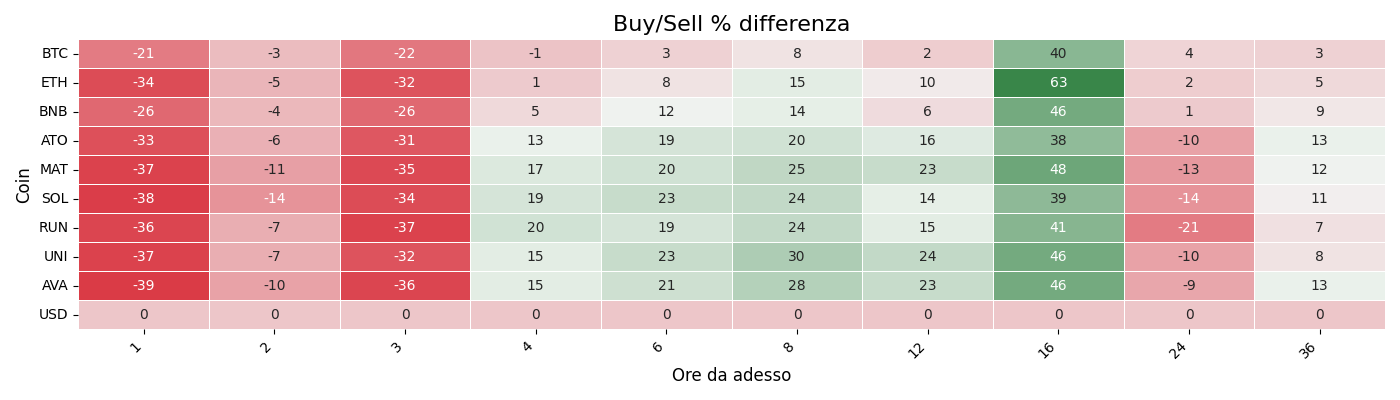 Buy/Sell % differenza
Coin
BTC -21 -3 -22 -1 3 8 2 40 4 3
ETH -34 -5 -32 1 8 15 10 63 2 5
BNB -26 -4 -26 5 12 14 6 46 1 9
ATO -33 -6 -31 13 19 20 16 38 -10 13
MAT -37 -11 -35 17 20 25 23 48 -13 12
SOL -38 -14 -34 19 23 24 14 39 -14 11
RUN -36 -7 -37 20 19 24 15 41 -21 7
UNI -37 -7 -32 15 23 30 24 46 -10 8
AVA -39 -10 -36 15 21 28 23 46 -9 13
USD 0 0 0 0 0 0 0 0 0 0
1 2 3 4 6 8 12 16 24 36
Ore da adesso